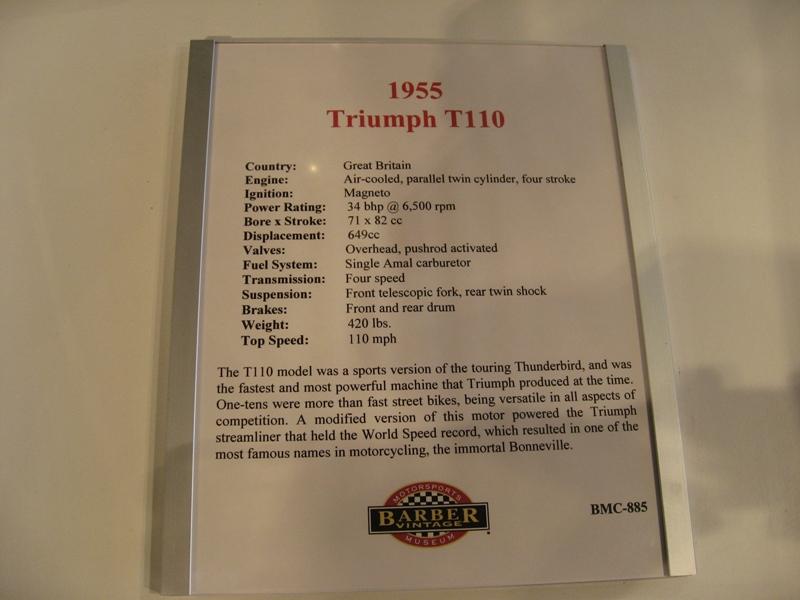 1955
Triumph T110
Country: Great Britain
Engine: Air-cooled, parallel twin cylinder, four stroke
Ignition: Magneto
Power Rating: 34 bhp @ 6,500 rpm
Bore x Stroke: 71 x 82 cc
Displacement: 649cc
Valves: Overhead, pushrod activated
Fuel System: Single Amal carburetor
Transmission: Four speed
Suspension: Front telescopic fork, rear twin shock
Brakes: Front and rear drum
Weight: 420 lbs.
Top Speed: 110 mph
The T110 model was a sports version of the touring Thunderbird, and was
the fastest and most powerful machine that Triumph produced at the time.
One-tens were more than fast street bikes, being versatile in all aspects of
competition. A modified version of this motor powered the Triumph
streamliner that held the World Speed record, which resulted in one of the
most famous names in motorcycling, the immortal Bonneville.
MOTORSPORTS
BARBER
VINTAGE
MUSEUM
BMC-885